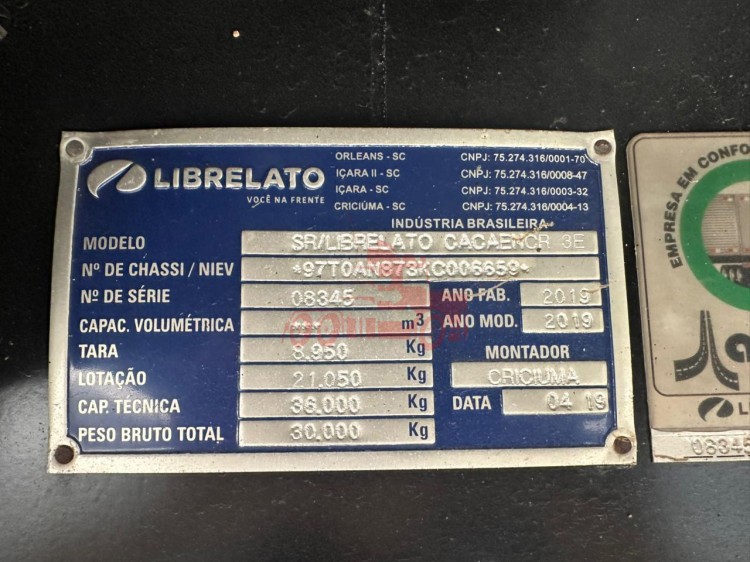 LIBRELATO
VOCÊ NA FRENTE
ORLEANS - SC CNPJ: 75.274.316/0001-70
IÇARA II - SC CNPJ: 75.274.316/0008-47
IÇARA - SC CNPJ: 75.274.316/0003-32
CRICIÚMA - SC CNPJ: 75.274.316/0004-13
INDÚSTRIA BRASILEIRA
MODELO SR/LIBRELATO CACAENCR 3E
Nº DE CHASSI / NIEV *97T0AN873KC006659*
Nº DE SÉRIE 08345 ANO FAB. 2019
CAPAC. VOLUMÉTRICA *** m³ ANO MOD. 2019
TARA 8.950 Kg MONTADOR
LOTAÇÃO 21.050 Kg CRICIUMA
CAP. TECNICA 36.000 Kg DATA 04 19
PESO BRUTO TOTAL 30.000 Kg
EMPRESA EM CONFO
08345